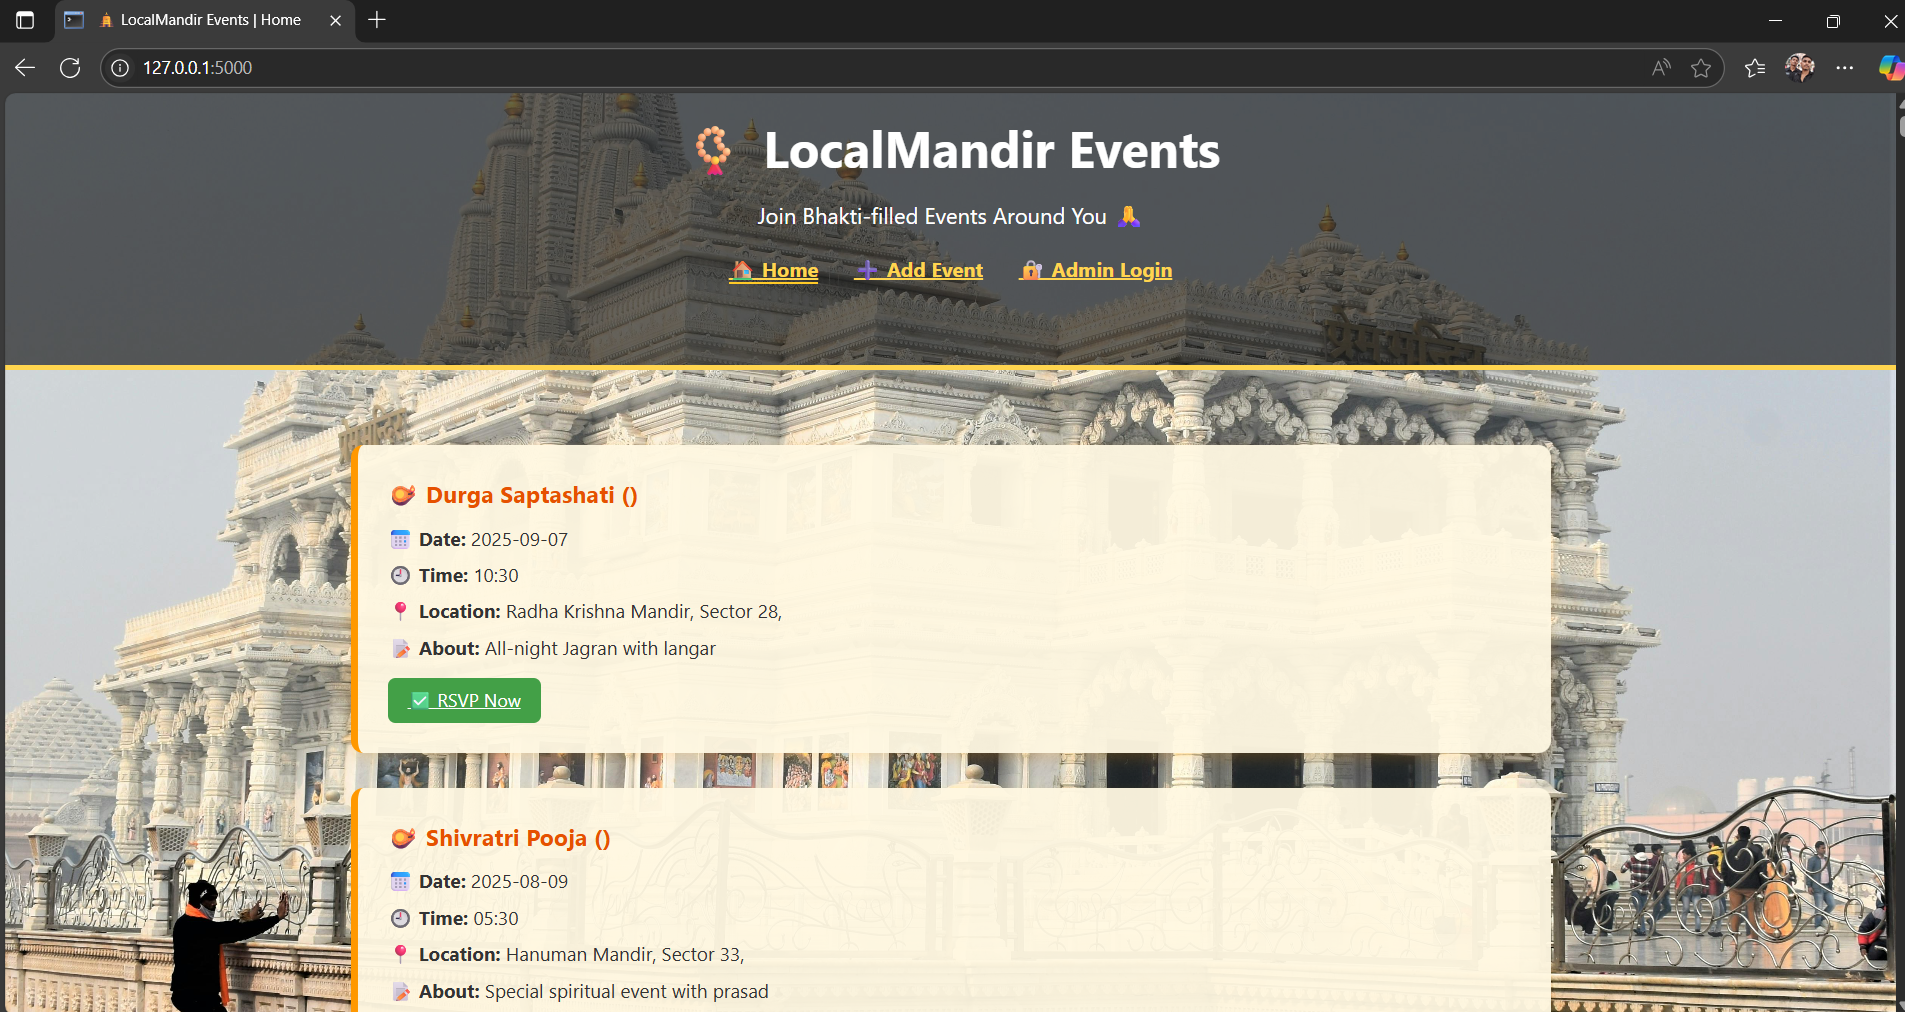 LocalMandir Events | Home
127.0.0.1:5000
LocalMandir Events
Join Bhakti-filled Events Around You
Home Add Event Admin Login
प्रेम मन्दिर
Durga Saptashati ()
Date: 2025-09-07
Time: 10:30
Location: Radha Krishna Mandir, Sector 28,
About: All-night Jagran with langar
RSVP Now
Shivratri Pooja ()
Date: 2025-08-09
Time: 05:30
Location: Hanuman Mandir, Sector 33,
About: Special spiritual event with prasad